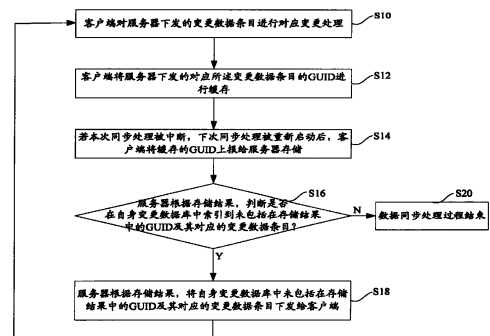 S10
客户端对服务器下发的变更数据条目进行对应变更处理
S12
客户端将服务器下发的对应所述变更数据条目的GUID进
行缓存
S14
若本次同步处理被中断，下次同步处理被重新启动后，客
户端将缓存的GUID上报给服务器存储
S16
服务器根据存储结果，判断是否
在自身变更数据库中索引到未包括在存储结果
中的GUID及其对应的变更数据条目？
N
S20
数据同步处理过程结束
Y
S18
服务器根据存储结果，将自身变更数据库中未包括在存储
结果中的GUID及其对应的变更数据条目下发给客户端